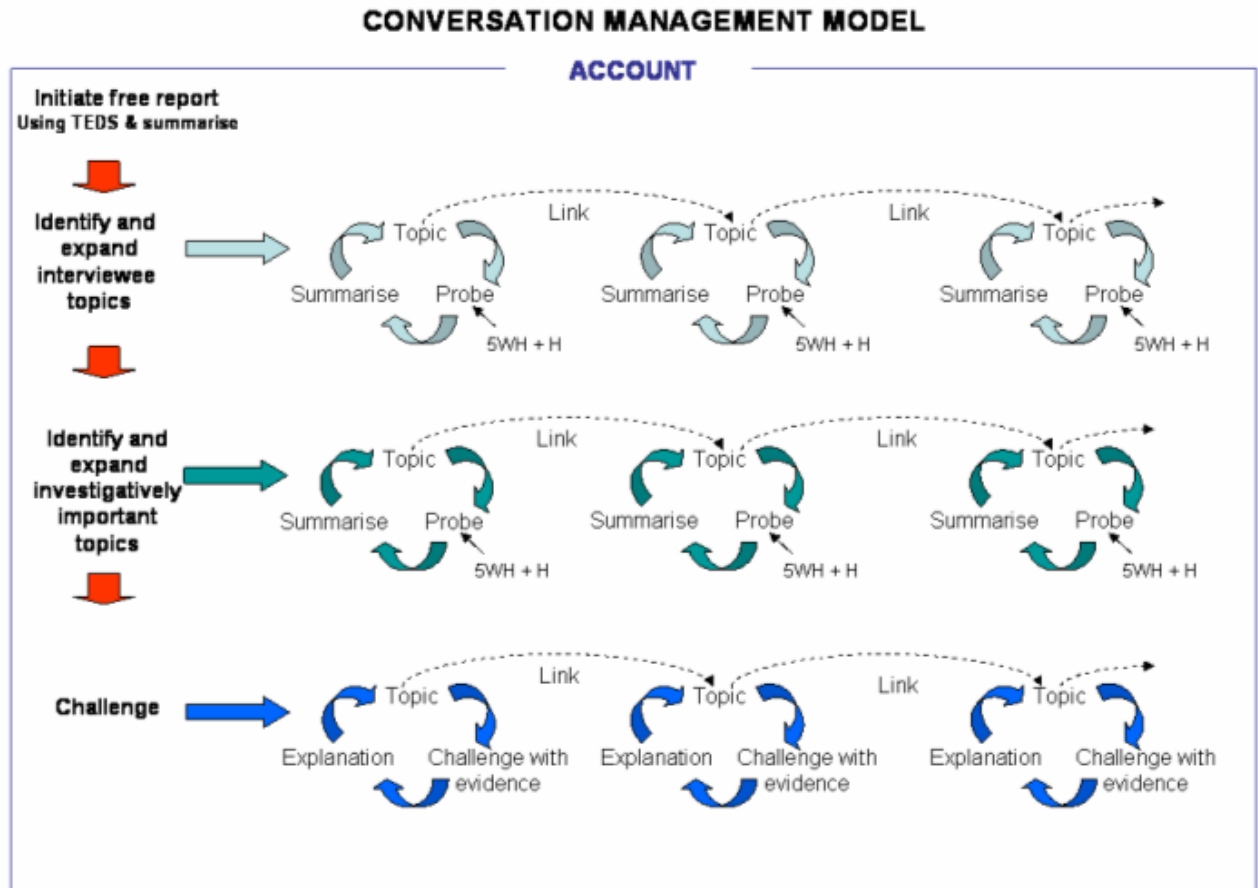 CONVERSATION MANAGEMENT MODEL
ACCOUNT
Initiate free report
Using TEDS & summarise
Identify and
expand
interviewee
topics
Topic
Link
Topic
Link
Topic
Summarise
Probe
Summarise
Probe
Summarise
Probe
5WH + H
5WH + H
5WH + H
Identify and
expand
investigatively
important
topics
Topic
Link
Topic
Link
Topic
Summarise
Probe
Summarise
Probe
Summarise
Probe
5WH + H
5WH + H
5WH + H
Challenge
Topic
Link
Topic
Link
Topic
Explanation
Challenge with
evidence
Explanation
Challenge with
evidence
Explanation
Challenge with
evidence